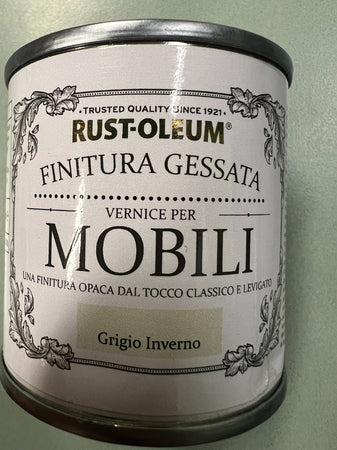 • TRUSTED QUALITY SINCE 1921 •
RUST-OLEUM®
FINITURA GESSATA
VERNICE PER
MOBILI
UNA FINITURA OPACA DAL TOCCO CLASSICO E LEVIGATO
Grigio Inverno